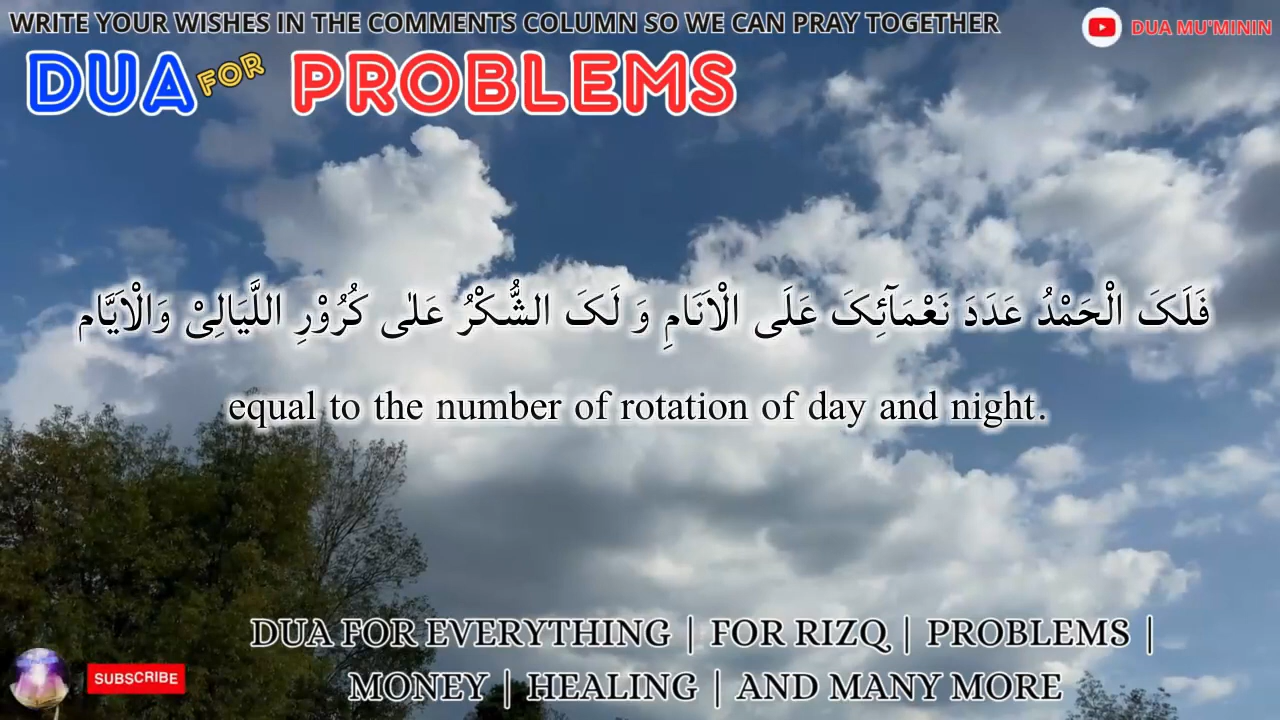 WRITE YOUR WISHES IN THE COMMENTS COLUMN SO WE CAN PRAY TOGETHER
DUA MU'MININ
DUA FOR PROBLEMS
فَلَکَ الْحَمْدُ عَدَدَ نَعْمَآئِکَ عَلَی الْاَنَامِ وَ لَکَ الشُّکْرُ عَلٰی کُرُوْرِ اللَّیَالِیْ وَالْاَیَّام
equal to the number of rotation of day and night.
DUA FOR EVERYTHING | FOR RIZQ | PROBLEMS |
MONEY | HEALING | AND MANY MORE
SUBSCRIBE